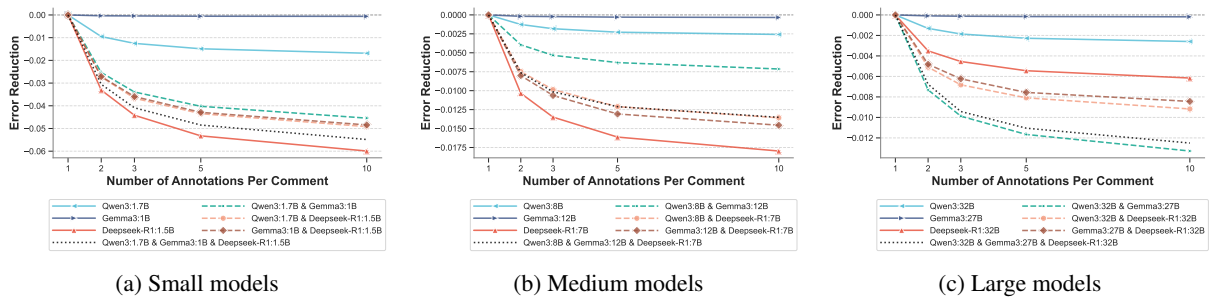 0.00
−0.01
−0.02
−0.03
−0.04
−0.05
−0.06
Error Reduction
1 2 3 5 10
Number of Annotations Per Comment
Qwen3:1.7B
Gemma3:1B
Deepseek-R1:1.5B
Qwen3:1.7B & Gemma3:1B
Qwen3:1.7B & Deepseek-R1:1.5B
Gemma3:1B & Deepseek-R1:1.5B
Qwen3:1.7B & Gemma3:1B & Deepseek-R1:1.5B
(a) Small models
0.0000
−0.0025
−0.0050
−0.0075
−0.0100
−0.0125
−0.0150
−0.0175
Error Reduction
1 2 3 5 10
Number of Annotations Per Comment
Qwen3:8B
Gemma3:12B
Deepseek-R1:7B
Qwen3:8B & Gemma3:12B
Qwen3:8B & Deepseek-R1:7B
Gemma3:12B & Deepseek-R1:7B
Qwen3:8B & Gemma3:12B & Deepseek-R1:7B
(b) Medium models
0.000
−0.002
−0.004
−0.006
−0.008
−0.010
−0.012
Error Reduction
1 2 3 5 10
Number of Annotations Per Comment
Qwen3:32B
Gemma3:27B
Deepseek-R1:32B
Qwen3:32B & Gemma3:27B
Qwen3:32B & Deepseek-R1:32B
Gemma3:27B & Deepseek-R1:32B
Qwen3:32B & Gemma3:27B & Deepseek-R1:32B
(c) Large models